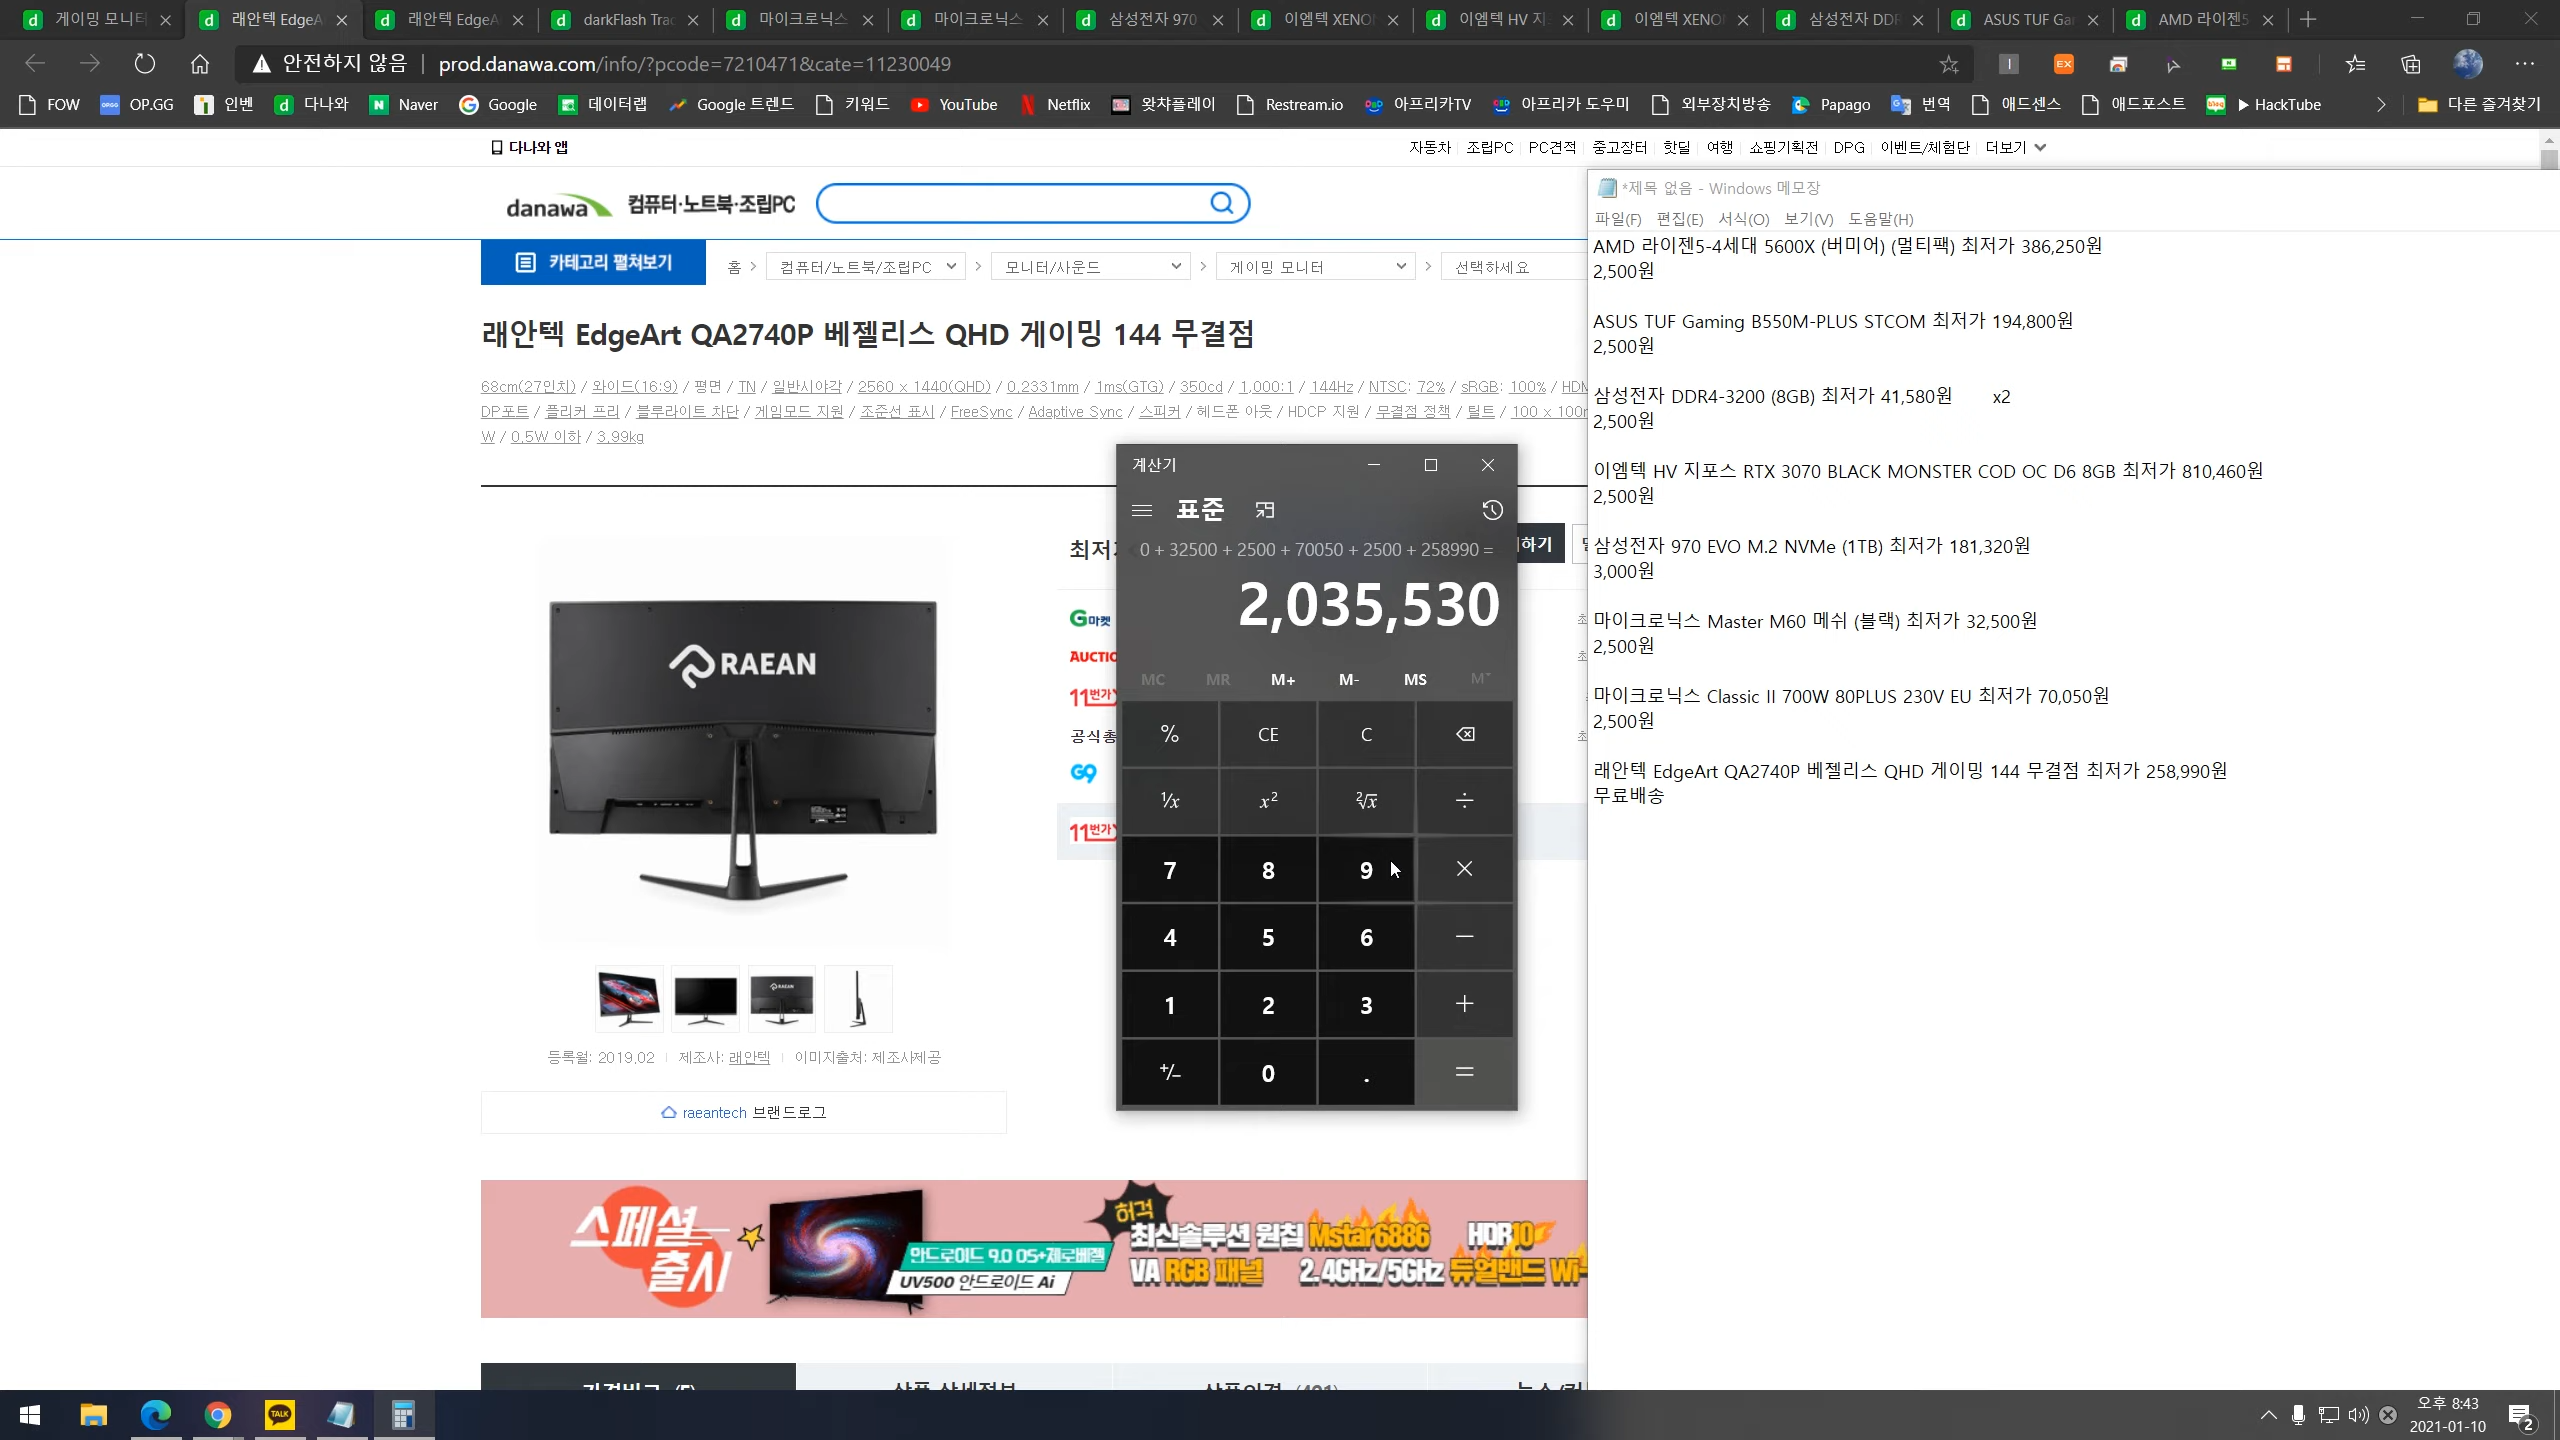 게이밍 모니터
래안텍 EdgeA
래안텍 EdgeA
darkFlash Trac
마이크로닉스
마이크로닉스
삼성전자 970
이엠텍 XENO
이엠텍 HV 지
이엠텍 XENO
삼성전자 DDR
ASUS TUF Ga
AMD 라이젠5
안전하지 않음 | prod.danawa.com/info/?pcode=7210471&cate=11230049
FOW OP.GG 인벤 다나와 Naver Google 데이터랩 Google 트렌드 키워드 YouTube Netflix 왓챠플레이 Restream.io 아프리카TV 아프리카 도우미 외부장치방송 Papago 번역 애드센스 애드포스트 ▶ HackTube 다른 즐겨찾기
다나와 앱
자동차 조립PC PC견적 중고장터 핫딜 여행 쇼핑기획전 DPG 이벤트/체험단 더보기
danawa 컴퓨터·노트북·조립PC
카테고리 펼쳐보기
홈 > 컴퓨터/노트북/조립PC > 모니터/사운드 > 게이밍 모니터 > 선택하세요
래안텍 EdgeArt QA2740P 베젤리스 QHD 게이밍 144 무결점
68cm(27인치) / 와이드(16:9) / 평면 / TN / 일반시야각 / 2560 x 1440(QHD) / 0.2331mm / 1ms(GTG) / 350cd / 1,000:1 / 144Hz / NTSC: 72% / sRGB: 100% / HDM
DP포트 / 플리커 프리 / 블루라이트 차단 / 게임모드 지원 / 조준선 표시 / FreeSync / Adaptive Sync / 스피커 / 헤드폰 아웃 / HDCP 지원 / 무결점 정책 / 틸트 / 100 x 100m
W / 0.5W 이하 / 3.99kg
RAEAN
등록월: 2019.02 제조사: 래안텍 이미지출처: 제조사제공
raeantech 브랜드로그
최저
G마켓
AUCTIO
11번가
공식총
G9
11번가
계산기
표준
0 + 32500 + 2500 + 70050 + 2500 + 258990 =
2,035,530
MC MR M+ M- MS M˅
% CE C
¹/x x² ²√x ÷
7 8 9 ×
4 5 6 −
1 2 3 +
+/− 0 . =
*제목 없음 - Windows 메모장
파일(F) 편집(E) 서식(O) 보기(V) 도움말(H)
AMD 라이젠5-4세대 5600X (버미어) (멀티팩) 최저가 386,250원
2,500원
ASUS TUF Gaming B550M-PLUS STCOM 최저가 194,800원
2,500원
삼성전자 DDR4-3200 (8GB) 최저가 41,580원 x2
2,500원
이엠텍 HV 지포스 RTX 3070 BLACK MONSTER COD OC D6 8GB 최저가 810,460원
2,500원
삼성전자 970 EVO M.2 NVMe (1TB) 최저가 181,320원
3,000원
마이크로닉스 Master M60 메쉬 (블랙) 최저가 32,500원
2,500원
마이크로닉스 Classic II 700W 80PLUS 230V EU 최저가 70,050원
2,500원
래안텍 EdgeArt QA2740P 베젤리스 QHD 게이밍 144 무결점 최저가 258,990원
무료배송
스페셜 출시
안드로이드 9.0 OS+제로베젤
UV500 안드로이드 Ai
허걱
최신솔루션 원칩 Mstar6886 HDR10
VA RGB 패널 2.4GHz/5GHz 듀얼밴드 Wi-
TALK
오후 8:43
2021-01-10
2